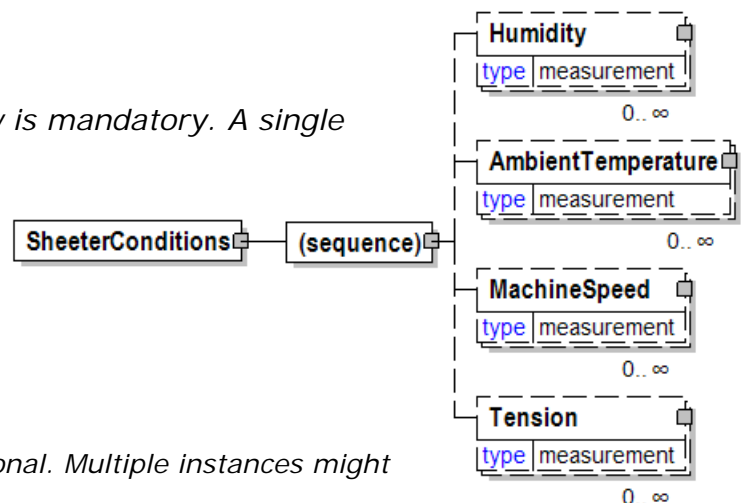 Humidity
type measurement
0.. ∞
y is mandatory. A single
AmbientTemperature
type measurement
0.. ∞
SheeterConditions
(sequence)
MachineSpeed
type measurement
0.. ∞
Tension
type measurement
0 ∞
onal. Multiple instances might